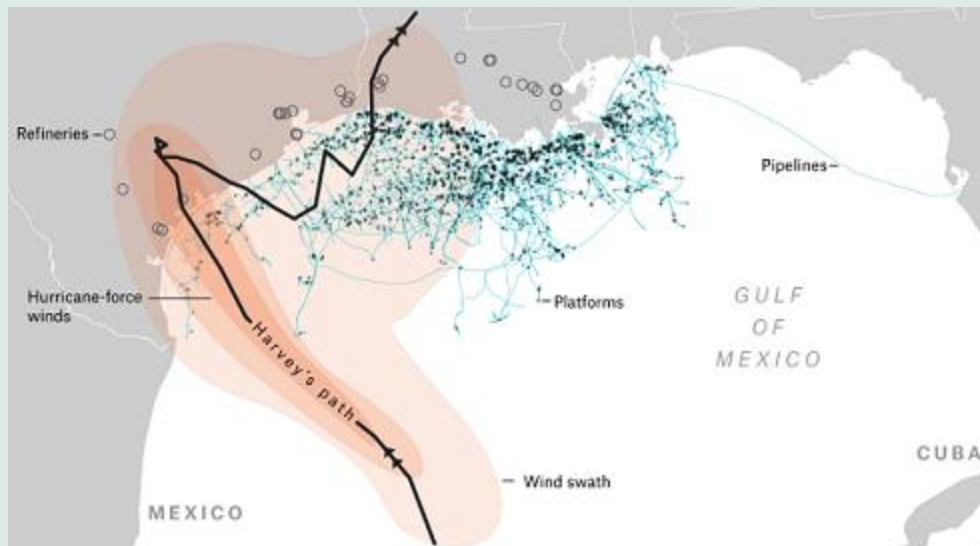 Refineries
Pipelines
Hurricane-force
winds
Platforms
GULF
OF
MEXICO
Harvey's path
CUBA
Wind swath
MEXICO